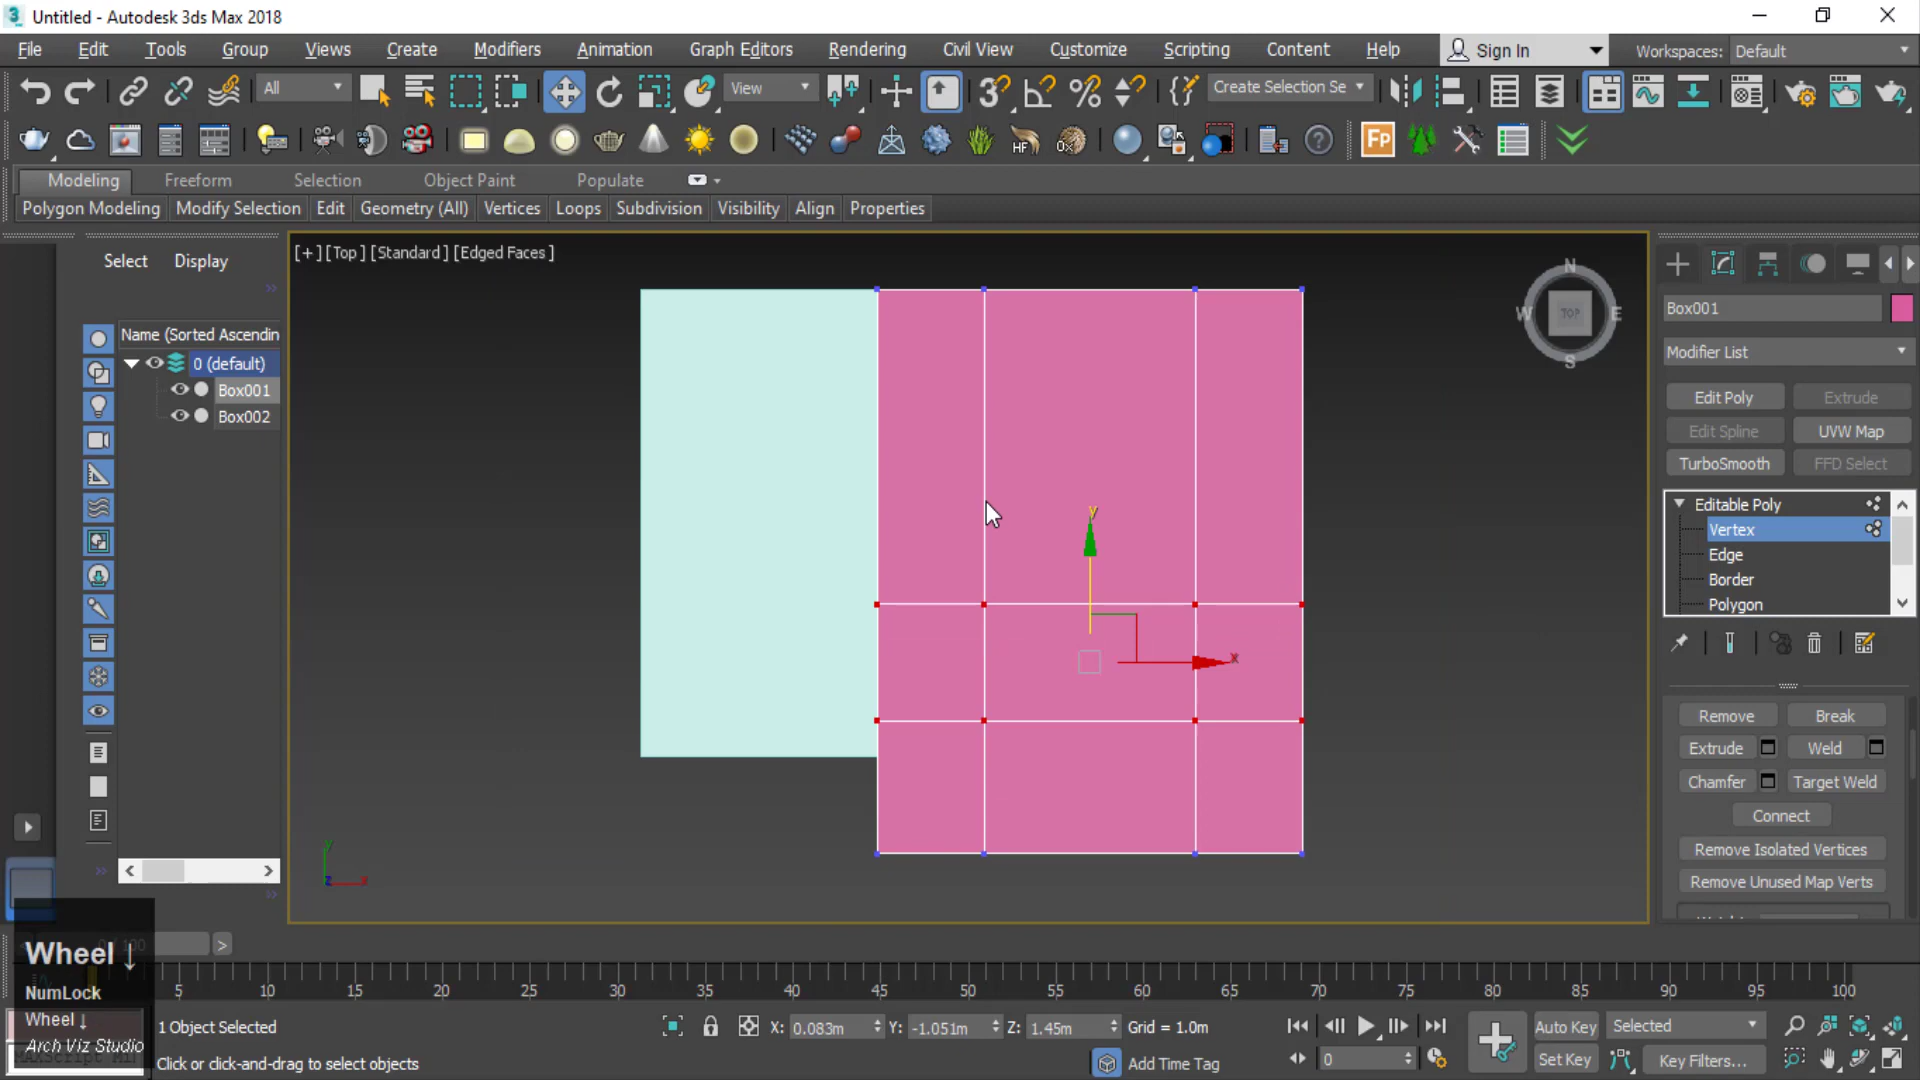 Untitled - Autodesk 3ds Max 2018
File Edit Tools Group Views Create Modifiers Animation Graph Editors Rendering Civil View Customize Scripting Content Help Sign In Workspaces: Default
All View Create Selection Se
Modeling Freeform Selection Object Paint Populate
Polygon Modeling Modify Selection Edit Geometry (All) Vertices Loops Subdivision Visibility Align Properties
Select Display
[+] [Top] [Standard] [Edged Faces]
N
W TOP E
S
Name (Sorted Ascendin
0 (default)
Box001
Box002
y
x
y
z
x
Box001
Modifier List
Edit Poly Extrude
Edit Spline UVW Map
TurboSmooth FFD Select
Editable Poly
Vertex
Edge
Border
Polygon
Remove Break
Extrude Weld
Chamfer Target Weld
Connect
Remove Isolated Vertices
Remove Unused Map Verts
Wheel ↓
NumLock
Wheel ↓
Arch Viz Studio
5 10 15 20 25 30 35 40 45 50 55 60 65 70 75 80 85 90 95 100
1 Object Selected X: 0.083m Y: -1.051m Z: 1.45m Grid = 1.0m Auto Key Selected
Click or click-and-drag to select objects Add Time Tag 0 Set Key Key Filters...